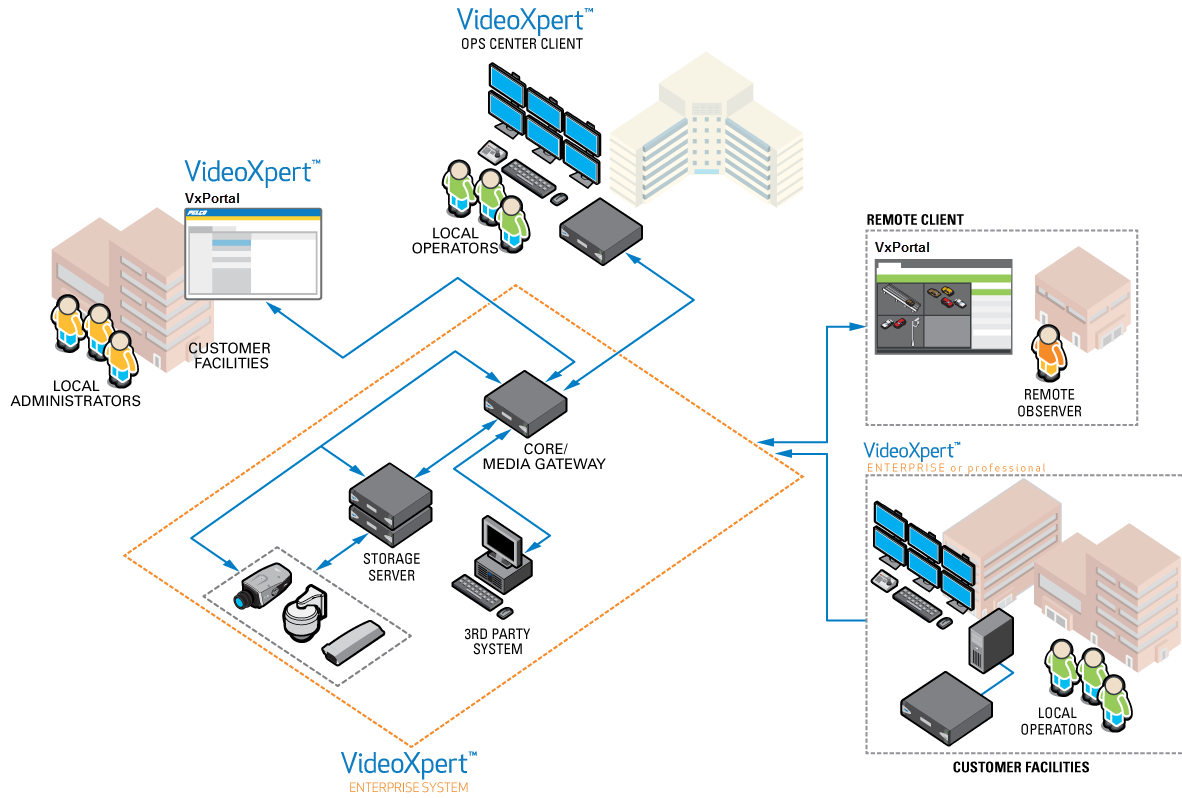 VideoXpert™
OPS CENTER CLIENT
LOCAL
OPERATORS
VideoXpert™
VxPortal
PELCO
CUSTOMER
FACILITIES
LOCAL
ADMINISTRATORS
REMOTE CLIENT
VxPortal
REMOTE
OBSERVER
CORE/
MEDIA GATEWAY
STORAGE
SERVER
3RD PARTY
SYSTEM
VideoXpert™
ENTERPRISE SYSTEM
VideoXpert™
ENTERPRISE or professional
LOCAL
OPERATORS
CUSTOMER FACILITIES